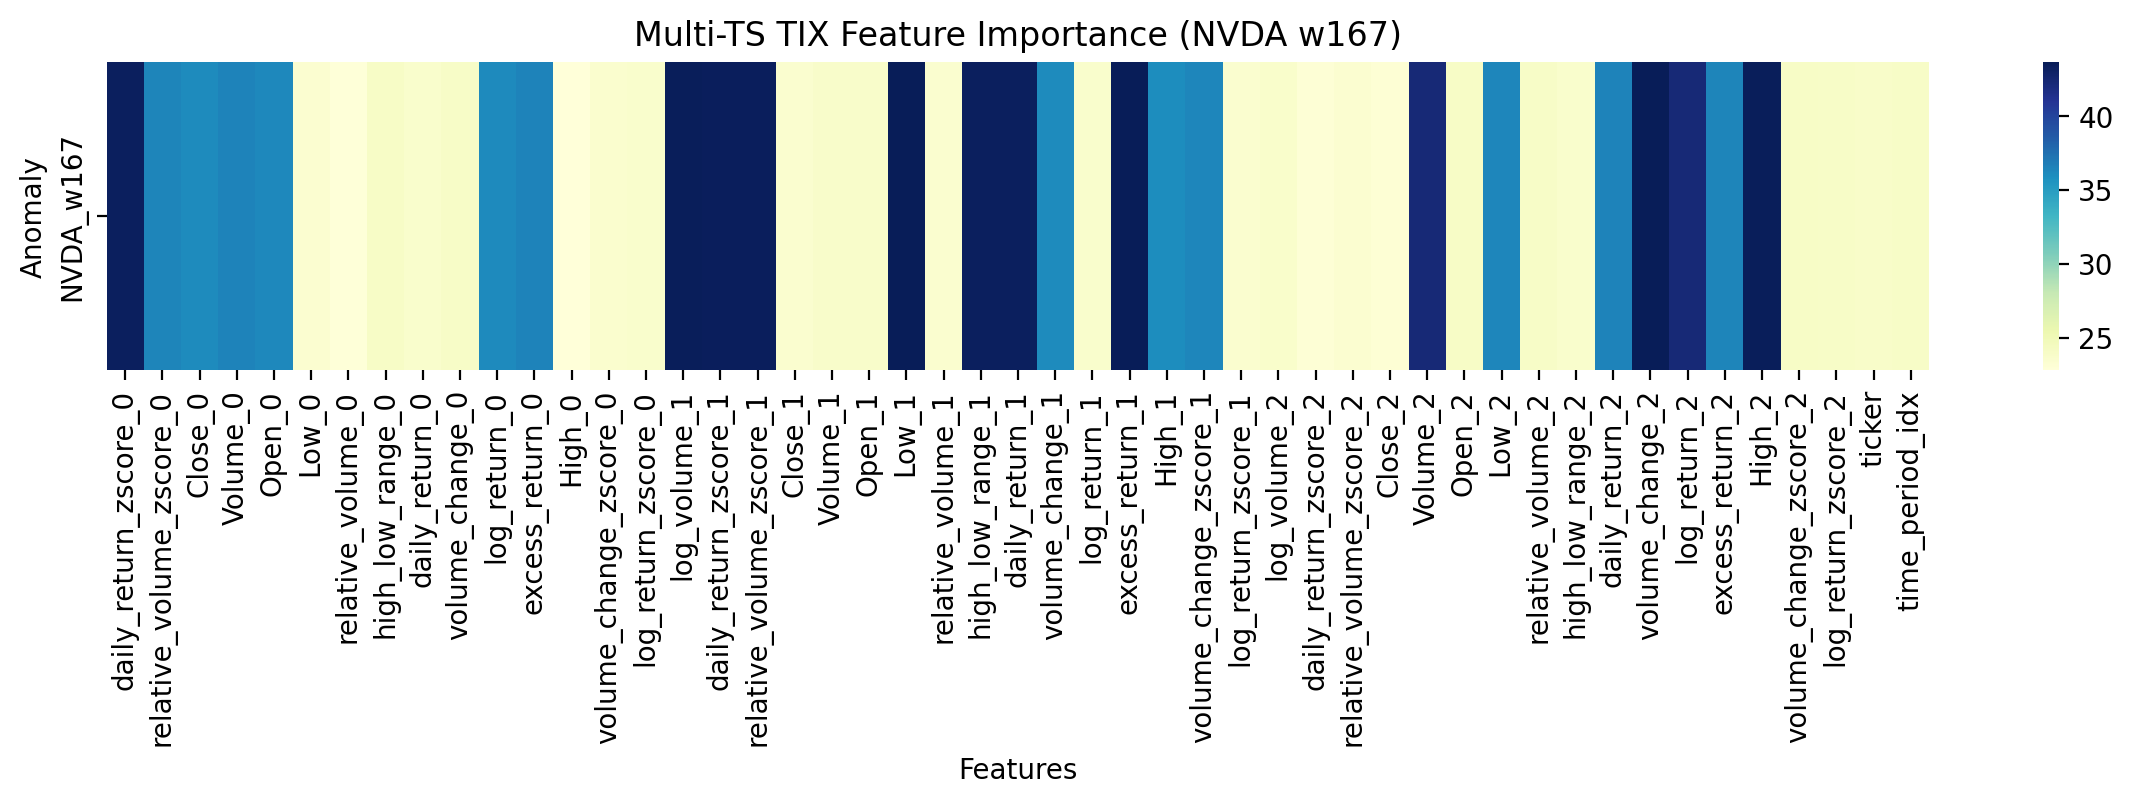 Multi-TS TIX Feature Importance (NVDA w167)
Anomaly
NVDA_w167
40
35
30
25
daily_return_zscore_0
relative_volume_zscore_0
Close_0
Volume_0
Open_0
Low_0
relative_volume_0
high_low_range_0
daily_return_0
volume_change_0
log_return_0
excess_return_0
High_0
volume_change_zscore_0
log_return_zscore_0
log_volume_1
daily_return_zscore_1
relative_volume_zscore_1
Close_1
Volume_1
Open_1
Low_1
relative_volume_1
high_low_range_1
daily_return_1
volume_change_1
log_return_1
excess_return_1
High_1
volume_change_zscore_1
log_return_zscore_1
log_volume_2
daily_return_zscore_2
relative_volume_zscore_2
Close_2
Volume_2
Open_2
Low_2
relative_volume_2
high_low_range_2
daily_return_2
volume_change_2
log_return_2
excess_return_2
High_2
volume_change_zscore_2
log_return_zscore_2
ticker
time_period_idx
Features